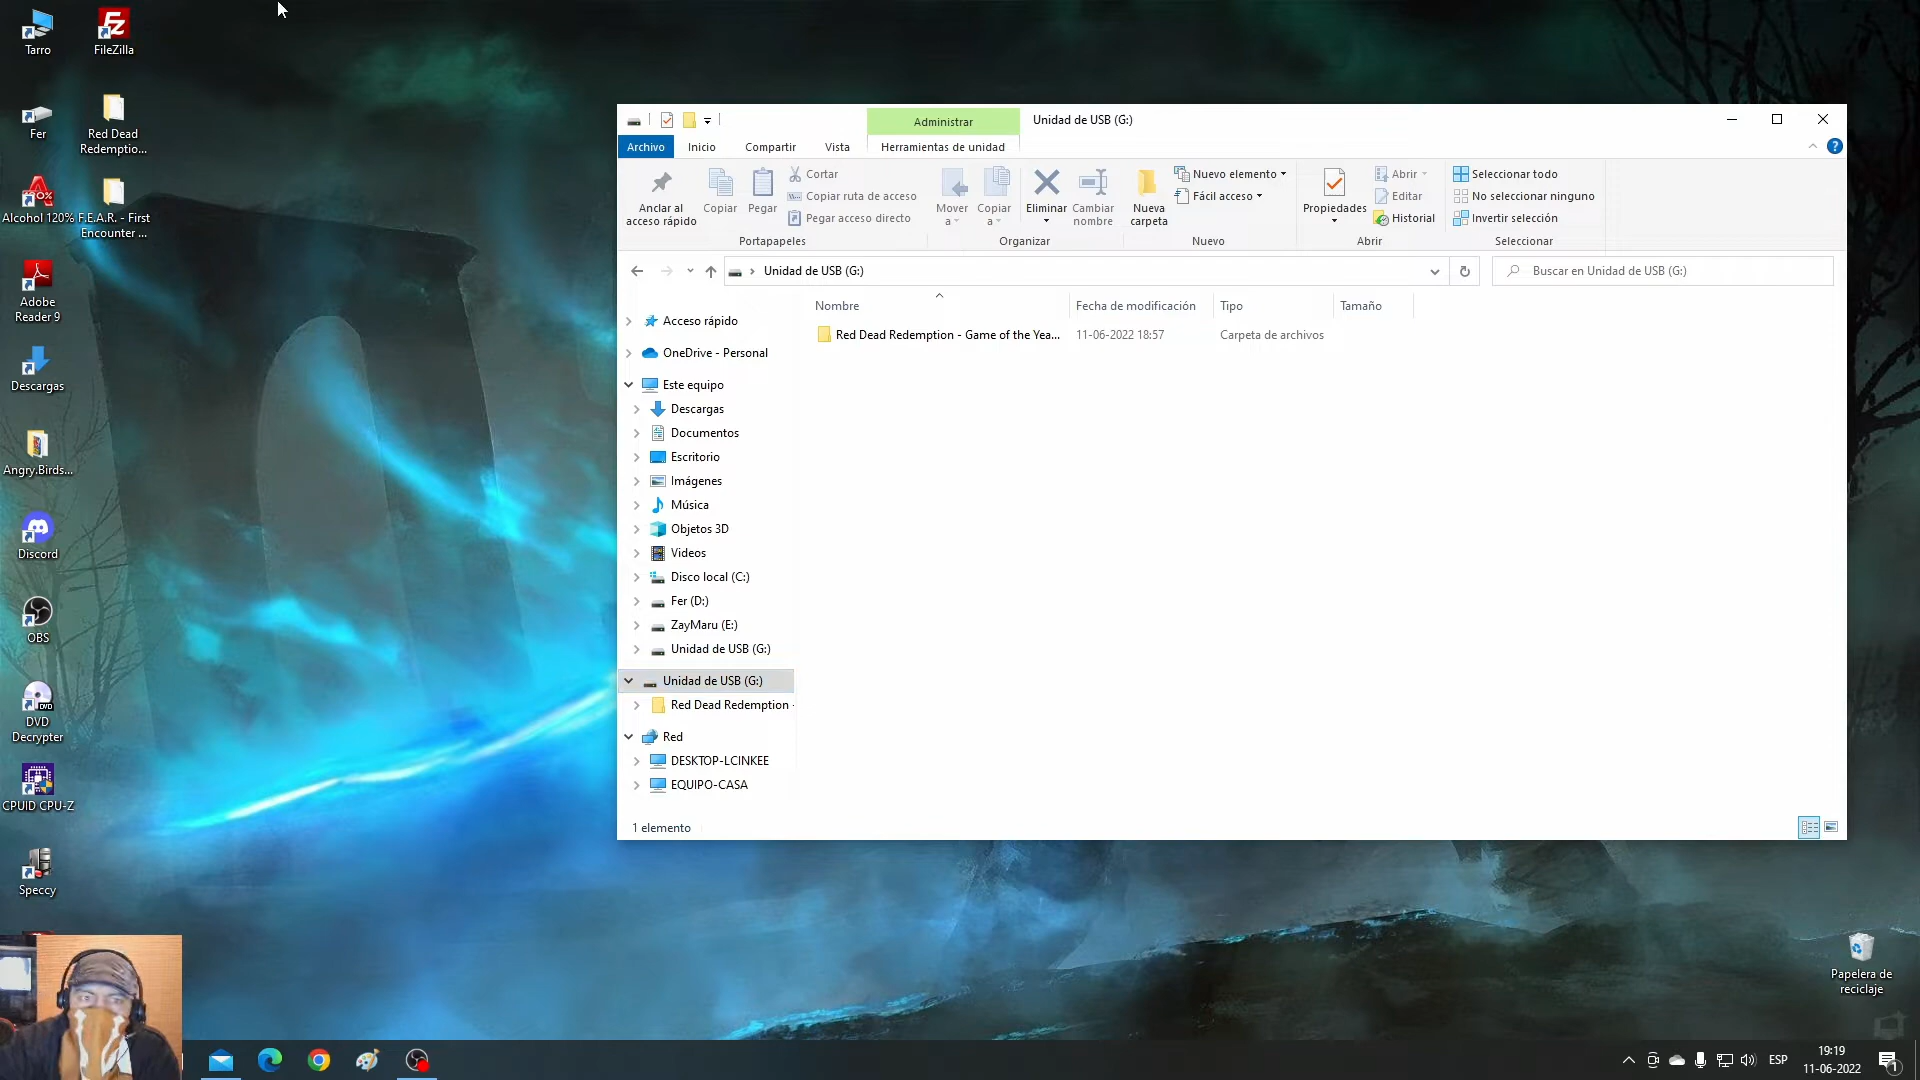 Tarro
FileZilla
Fer
Red Dead
Redemptio...
Alcohol 120%
F.E.A.R. - First
Encounter ...
Adobe
Reader 9
Descargas
Angry.Birds...
Discord
OBS
DVD
Decrypter
CPUID CPU-Z
Speccy
Papelera de
reciclaje
Administrar
Unidad de USB (G:)
Archivo
Inicio
Compartir
Vista
Herramientas de unidad
Anclar al
acceso rápido
Copiar
Pegar
Cortar
Copiar ruta de acceso
Pegar acceso directo
Portapapeles
Mover
a
Copiar
a
Eliminar
Cambiar
nombre
Organizar
Nueva
carpeta
Nuevo elemento
Fácil acceso
Nuevo
Propiedades
Abrir
Editar
Historial
Abrir
Seleccionar todo
No seleccionar ninguno
Invertir selección
Seleccionar
Unidad de USB (G:)
Buscar en Unidad de USB (G:)
Nombre
Fecha de modificación
Tipo
Tamaño
Red Dead Redemption - Game of the Yea...
11-06-2022 18:57
Carpeta de archivos
Acceso rápido
OneDrive - Personal
Este equipo
Descargas
Documentos
Escritorio
Imágenes
Música
Objetos 3D
Videos
Disco local (C:)
Fer (D:)
ZayMaru (E:)
Unidad de USB (G:)
Unidad de USB (G:)
Red Dead Redemption -
Red
DESKTOP-LCINKEE
EQUIPO-CASA
1 elemento
ESP
19:19
11-06-2022
1